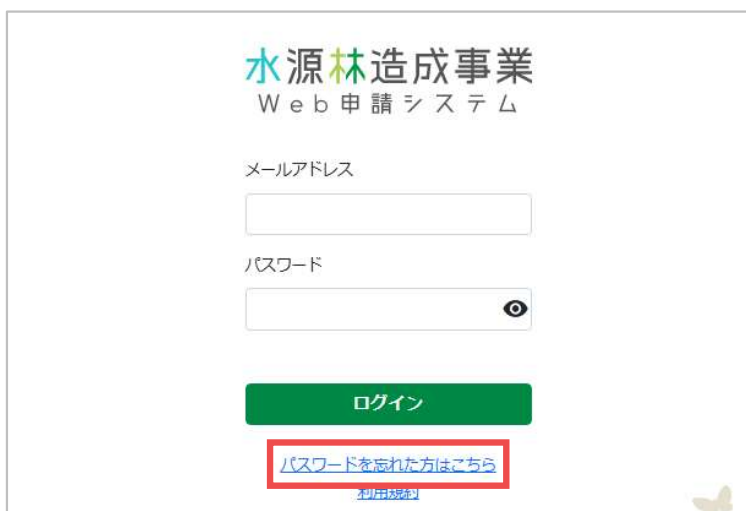 水源林造成事業
Web申請システム
メールアドレス
パスワード
ログイン
パスワードを忘れた方はこちら
利用規約